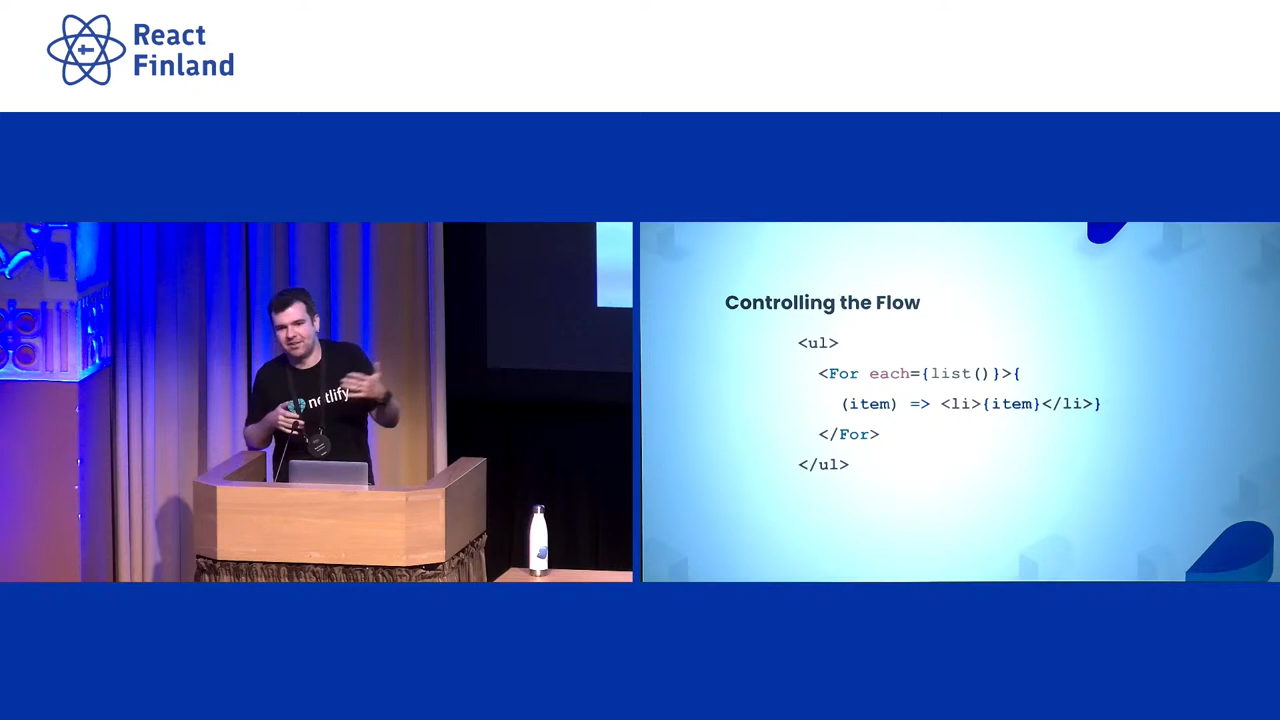 React
Finland
netlify
Controlling the Flow
<ul>
<For each={list()}>{
(item) => <li>{item}</li>}
</For>
</ul>